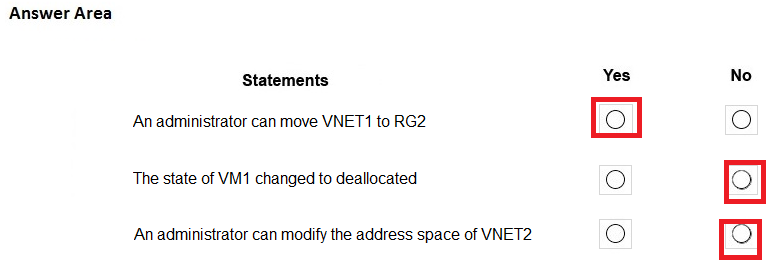 Answer Area
Statements Yes No
An administrator can move VNET1 to RG2
The state of VM1 changed to deallocated
An administrator can modify the address space of VNET2